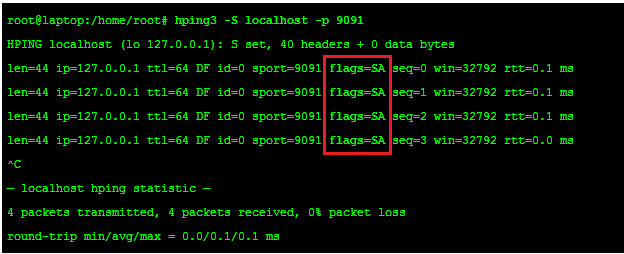 root@laptop:/home/root# hping3 -S localhost -p 9091
HPING localhost (lo 127.0.0.1): S set, 40 headers + 0 data bytes
len=44 ip=127.0.0.1 ttl=64 DF id=0 sport=9091 flags=SA seq=0 win=32792 rtt=0.1 ms
len=44 ip=127.0.0.1 ttl=64 DF id=0 sport=9091 flags=SA seq=1 win=32792 rtt=0.1 ms
len=44 ip=127.0.0.1 ttl=64 DF id=0 sport=9091 flags=SA seq=2 win=32792 rtt=0.1 ms
len=44 ip=127.0.0.1 ttl=64 DF id=0 sport=9091 flags=SA seq=3 win=32792 rtt=0.0 ms
^C
— localhost hping statistic —
4 packets transmitted, 4 packets received, 0% packet loss
round-trip min/avg/max = 0.0/0.1/0.1 ms